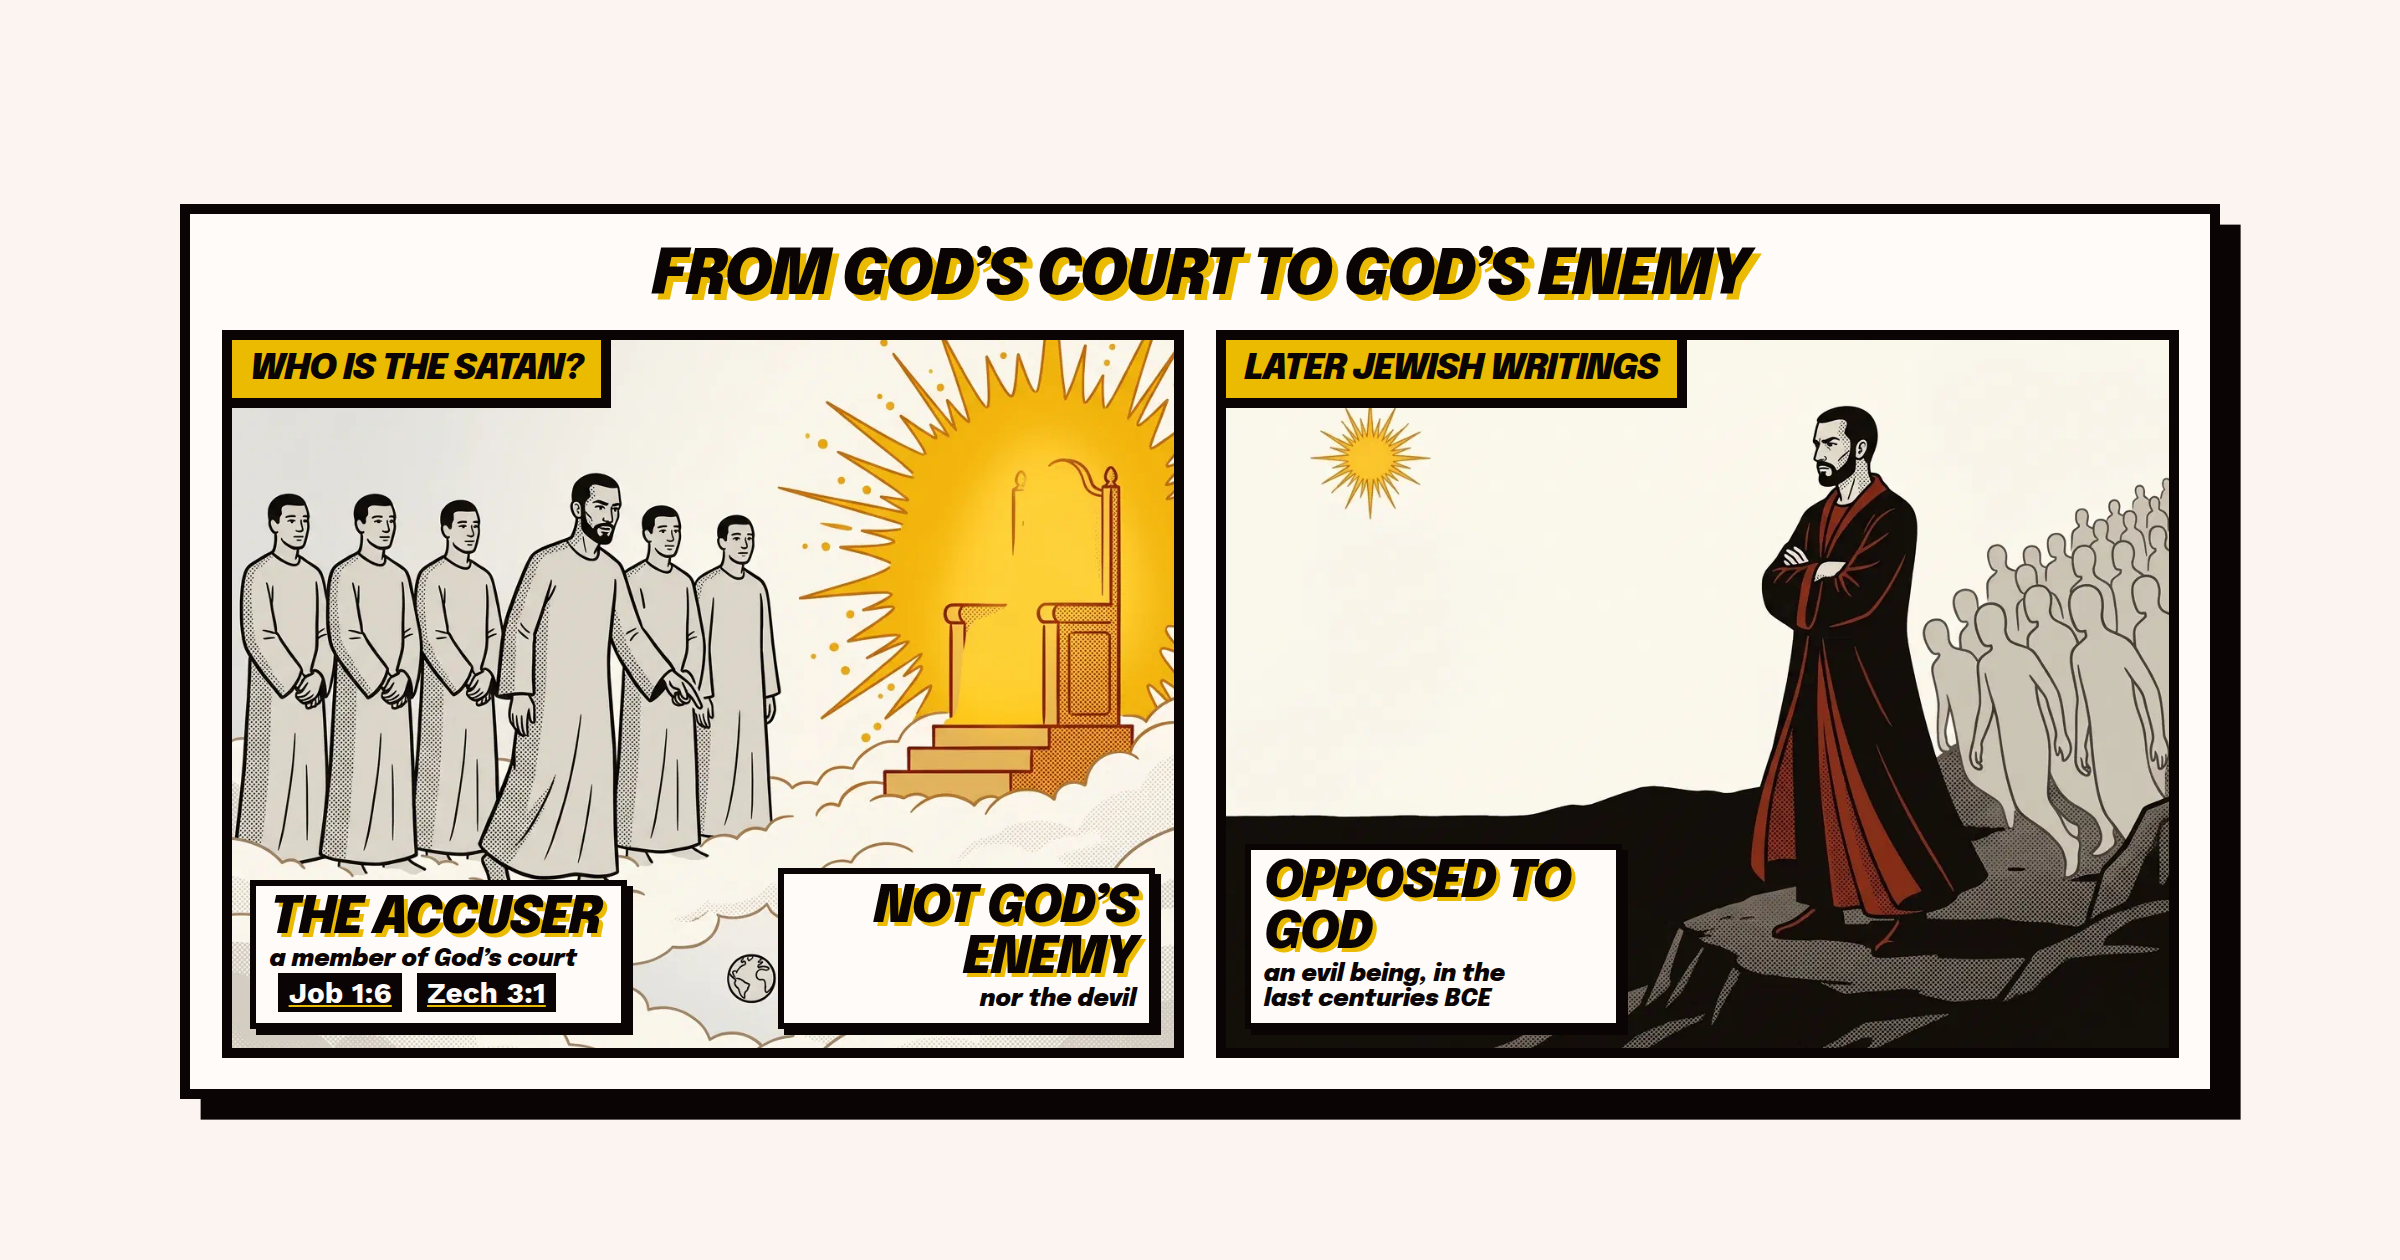 FROM GOD’S COURT TO GOD’S ENEMY
WHO IS THE SATAN?
THE ACCUSER
a member of God’s court
Job 1:6 Zech 3:1
NOT GOD’S
ENEMY
nor the devil
LATER JEWISH WRITINGS
OPPOSED TO
GOD
an evil being, in the
last centuries BCE